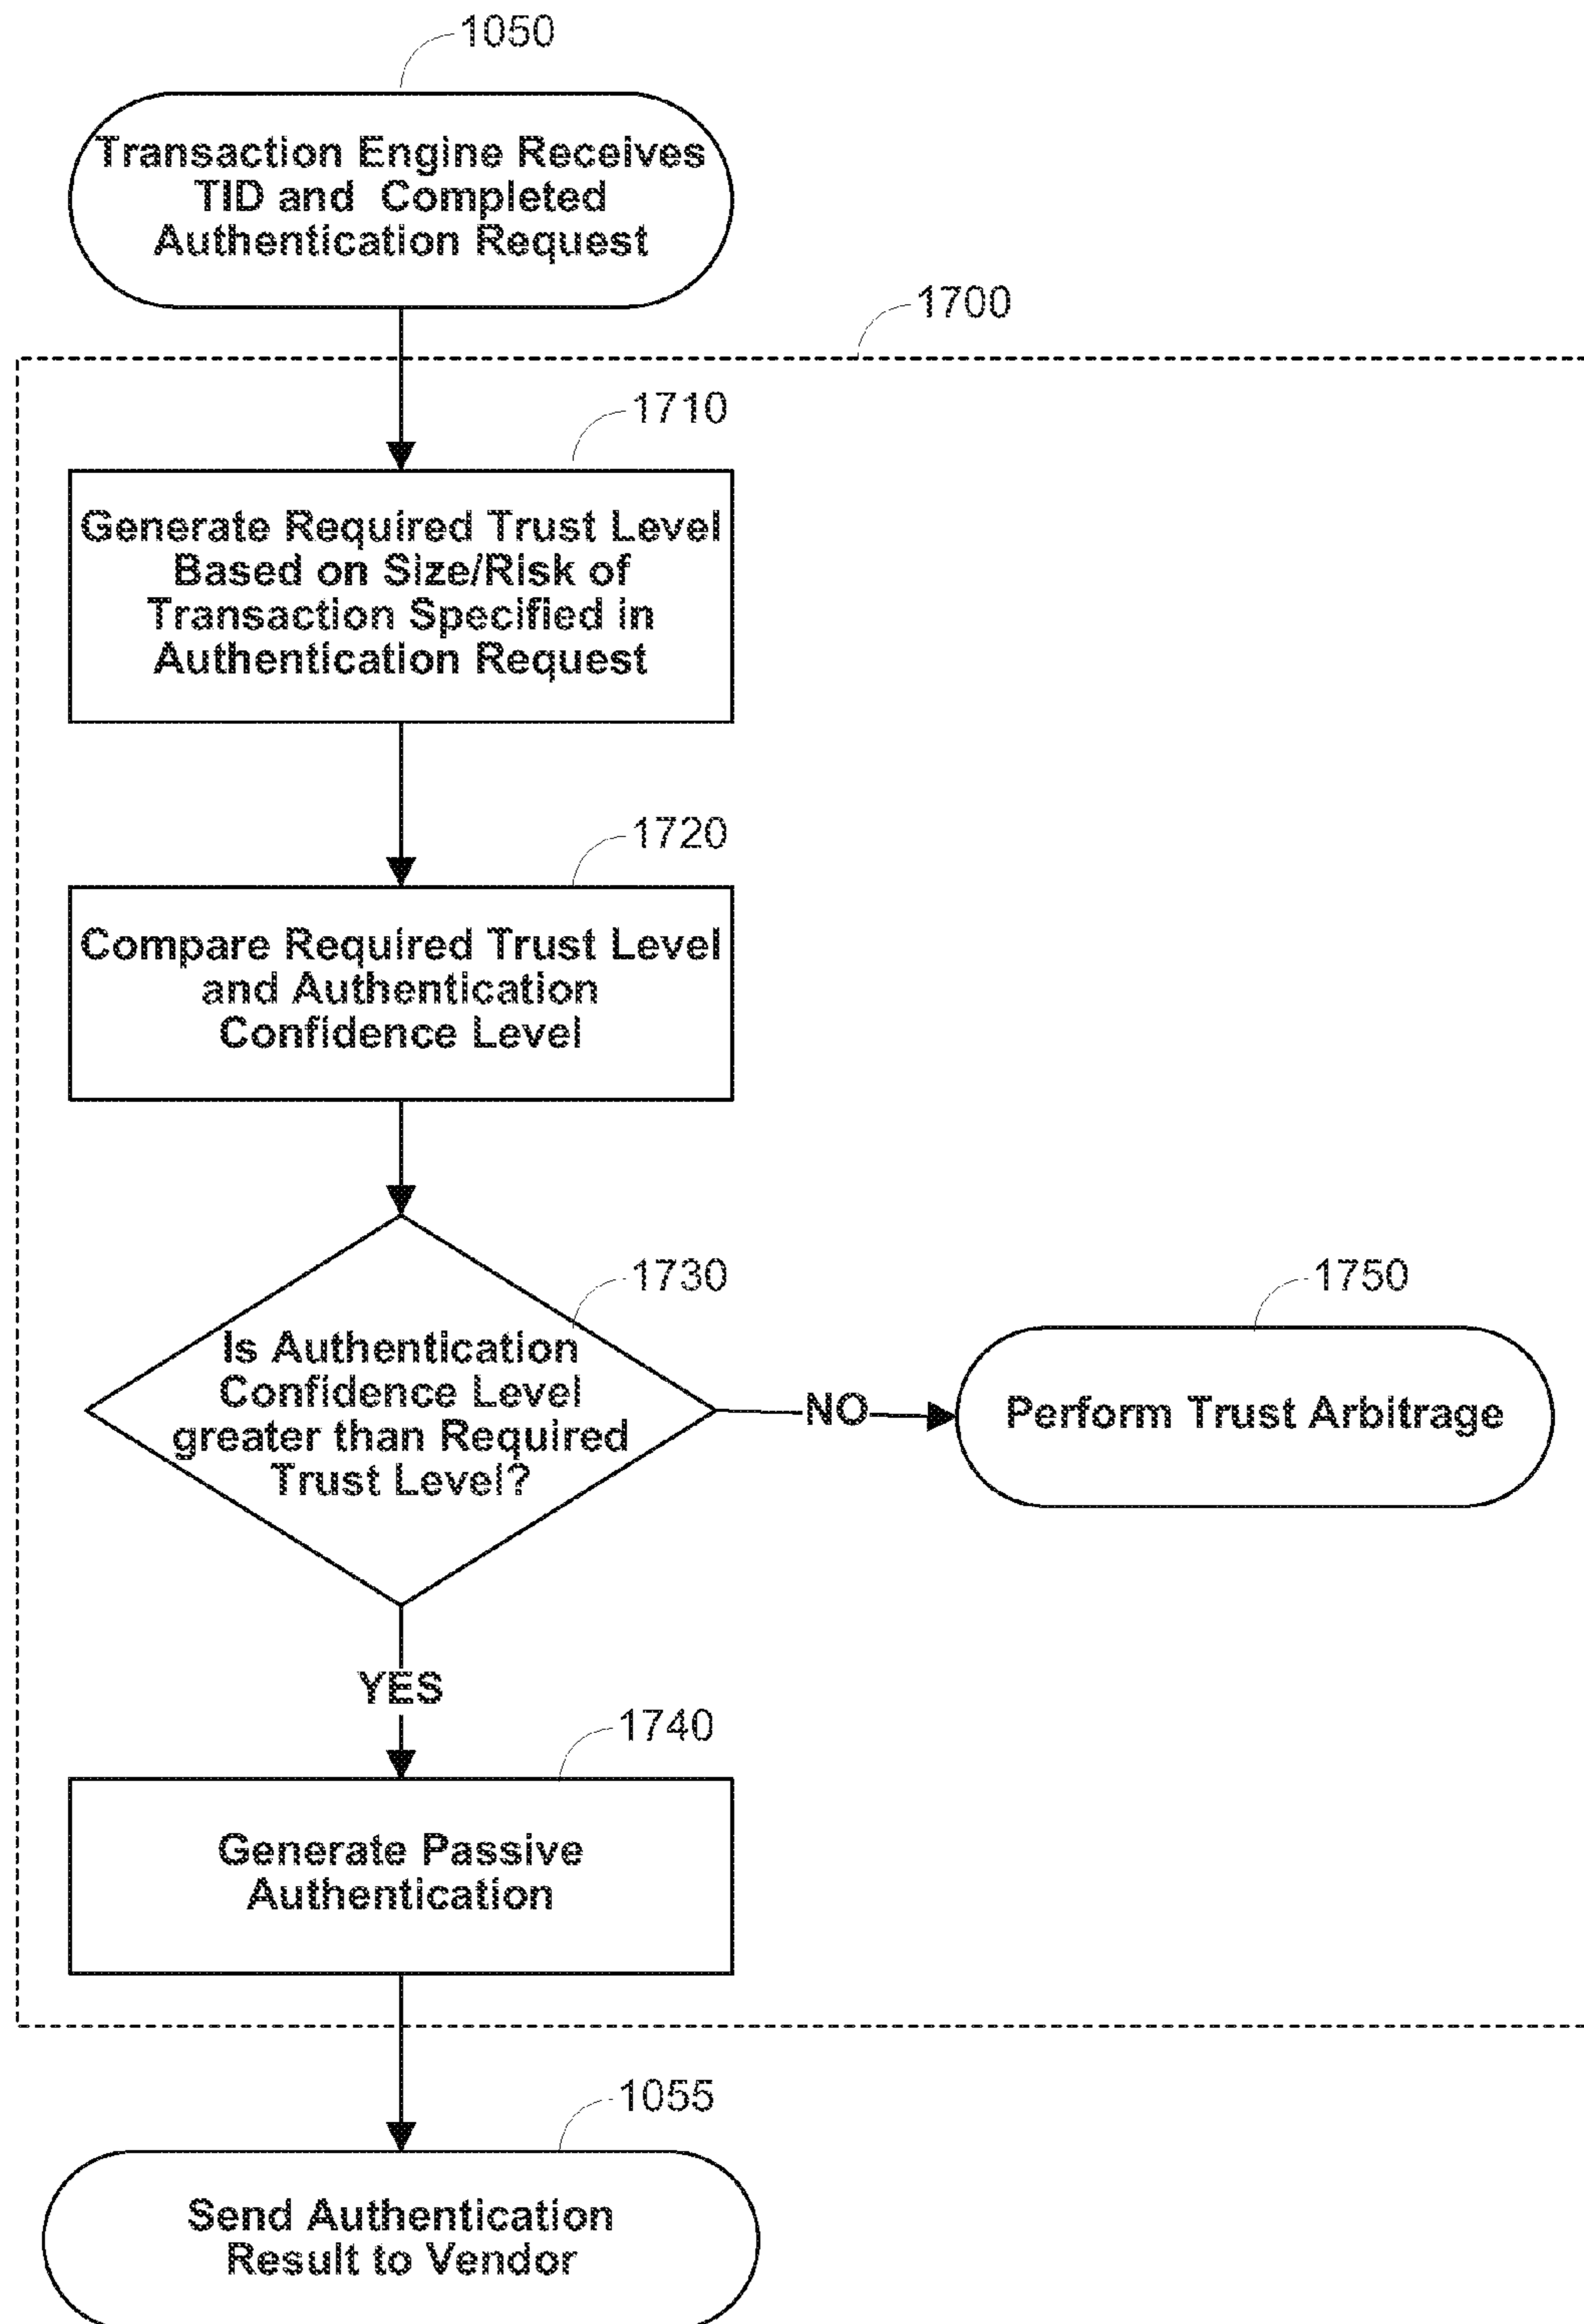 1050
Transaction Engine Receives
TID and Completed
Authentication Request
1700
1710
Generate Required Trust Level
Based on Size/Risk of
Transaction Specified in
Authentication Request
1720
Compare Required Trust Level
and Authentication
Confidence Level
1730
Is Authentication
Confidence Level
greater than Required
Trust Level?
NO
1750
Perform Trust Arbitrage
YES
1740
Generate Passive
Authentication
1055
Send Authentication
Result to Vendor